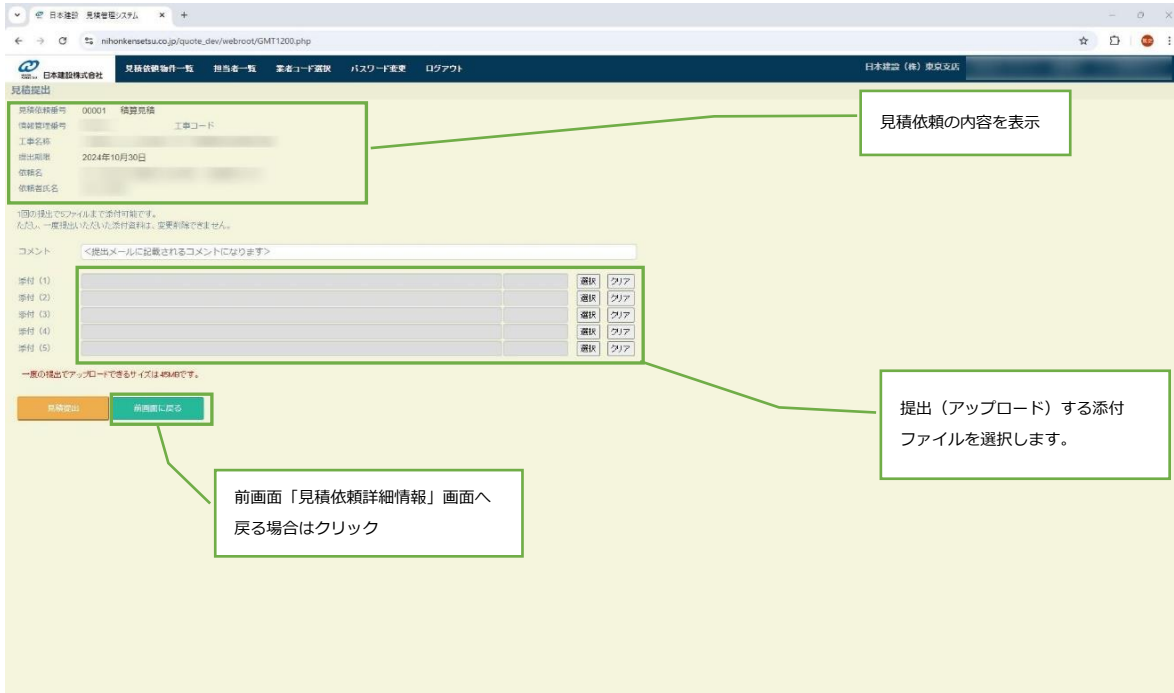 日本建設 見積管理システム
nihonkensetsu.co.jp/quote_dev/webroot/GMT1200.php
日本建設株式会社 見積依頼物件一覧 担当者一覧 業者コード選択 パスワード変更 ログアウト 日本建設（株）東京支店
見積提出
見積依頼番号 00001 積算見積
情報管理番号 工事コード
工事名称
提出期限 2024年10月30日
依頼名
依頼者氏名
見積依頼の内容を表示
1回の提出で5ファイルまで添付可能です。
ただし、一度提出いただいた添付資料は、変更削除できません。
コメント <提出メールに記載されるコメントになります>
添付（1） 選択 クリア
添付（2） 選択 クリア
添付（3） 選択 クリア
添付（4） 選択 クリア
添付（5） 選択 クリア
一度の提出でアップロードできるサイズは45MBです。
見積提出 前画面に戻る
提出（アップロード）する添付
ファイルを選択します。
前画面「見積依頼詳細情報」画面へ
戻る場合はクリック